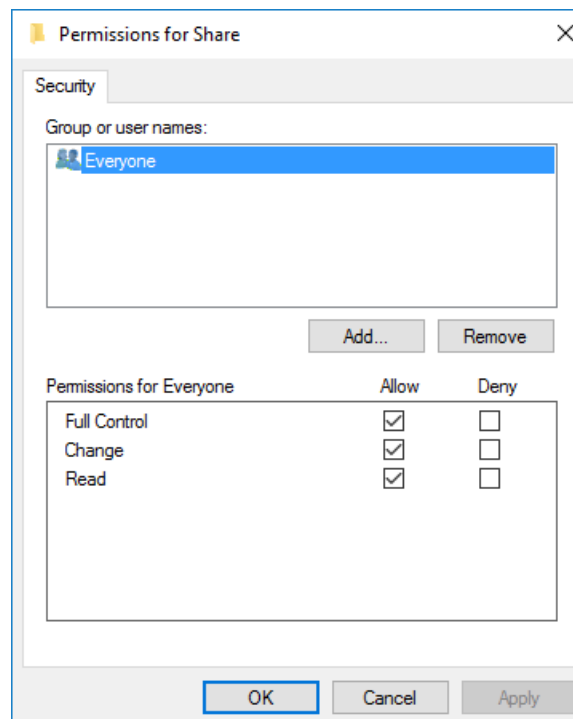 Permissions for Share
Security
Group or user names:
Everyone
Add...
Remove
Permissions for Everyone Allow Deny
Full Control
Change
Read
OK
Cancel
Apply